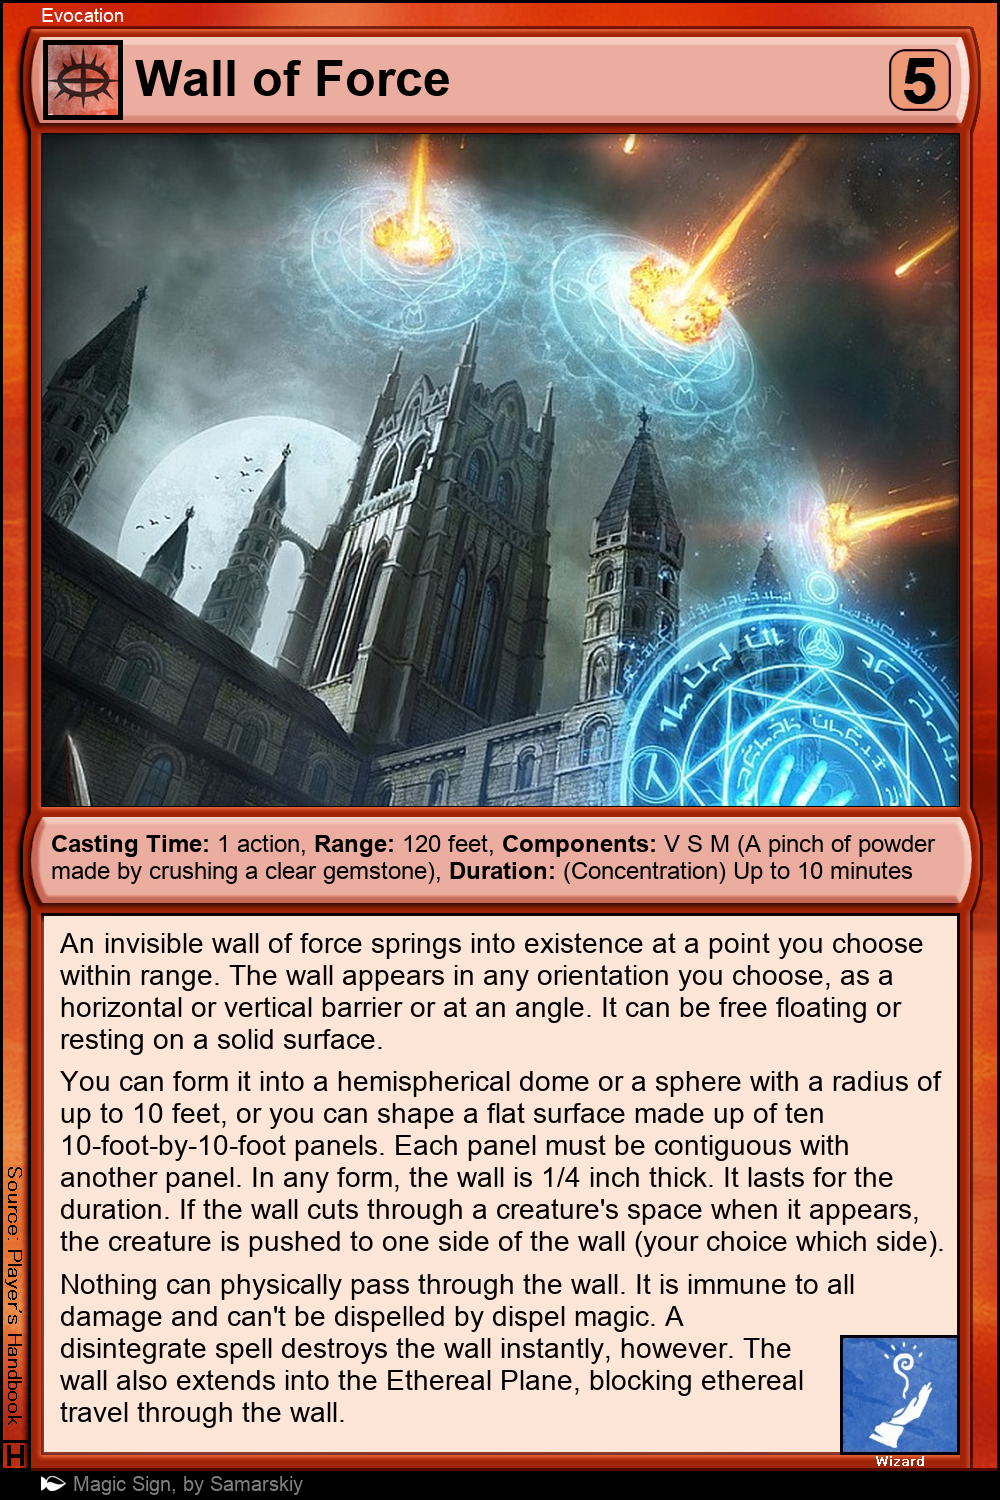 Evocation
Wall of Force
5
Casting Time: 1 action, Range: 120 feet, Components: V S M (A pinch of powder
made by crushing a clear gemstone), Duration: (Concentration) Up to 10 minutes
An invisible wall of force springs into existence at a point you choose
within range. The wall appears in any orientation you choose, as a
horizontal or vertical barrier or at an angle. It can be free floating or
resting on a solid surface.
You can form it into a hemispherical dome or a sphere with a radius of
up to 10 feet, or you can shape a flat surface made up of ten
10-foot-by-10-foot panels. Each panel must be contiguous with
another panel. In any form, the wall is 1/4 inch thick. It lasts for the
duration. If the wall cuts through a creature's space when it appears,
the creature is pushed to one side of the wall (your choice which side).
Nothing can physically pass through the wall. It is immune to all
damage and can't be dispelled by dispel magic. A
disintegrate spell destroys the wall instantly, however. The
wall also extends into the Ethereal Plane, blocking ethereal
travel through the wall.
Wizard
Source: Player's Handbook
H
Magic Sign, by Samarskiy